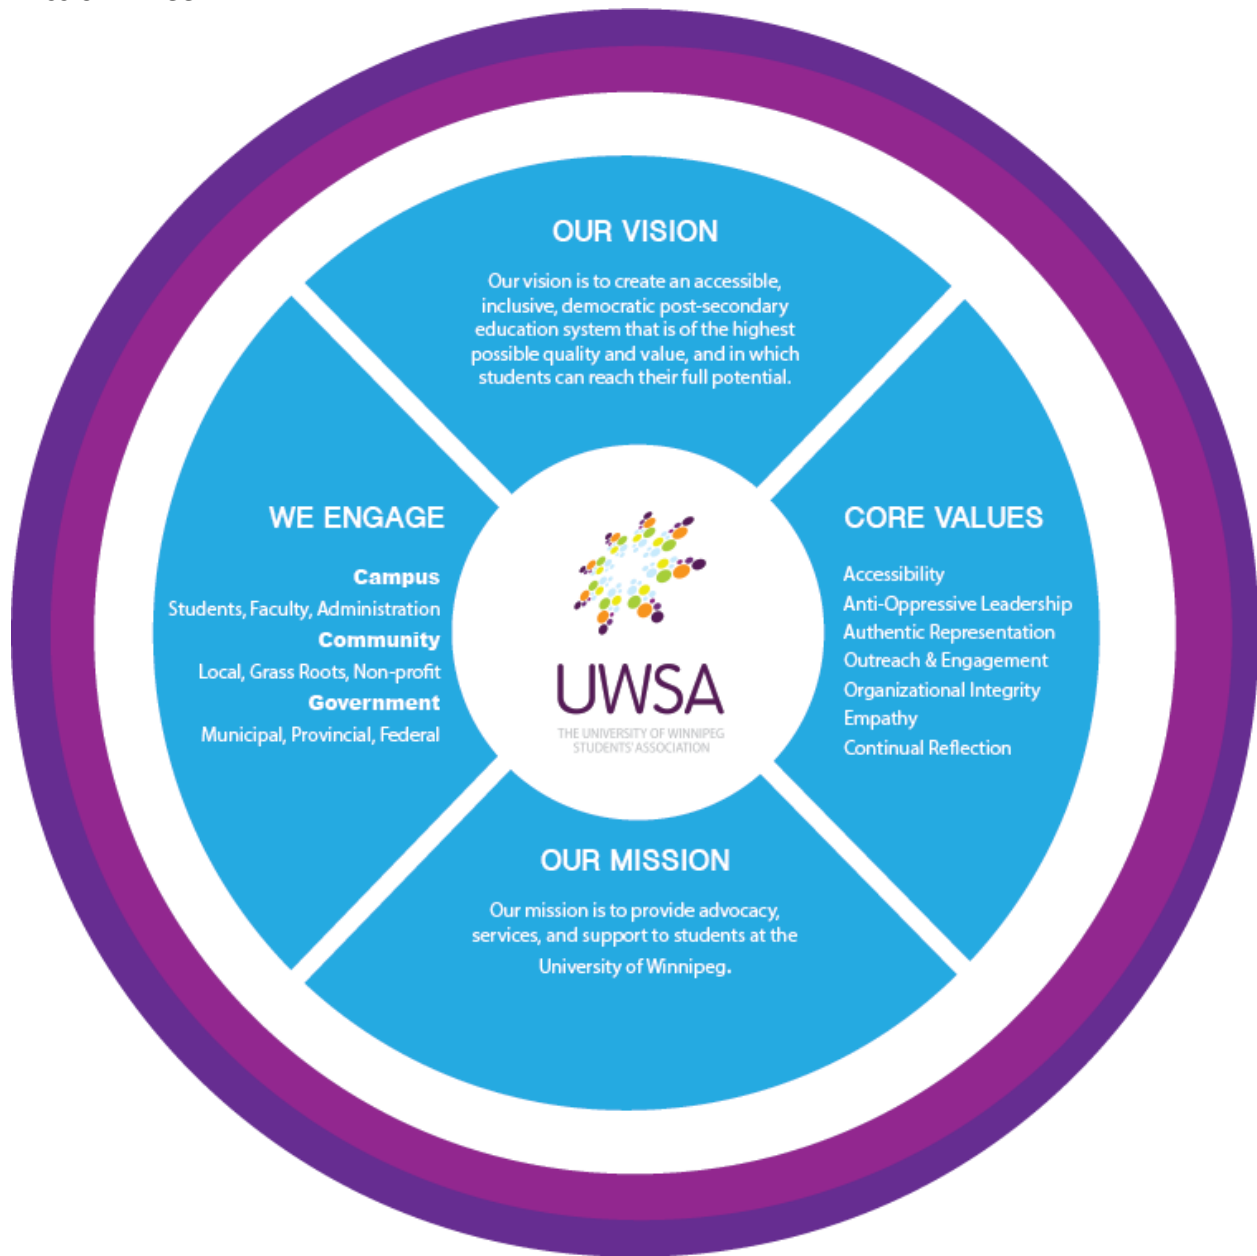 OUR VISION
Our vision is to create an accessible,
inclusive, democratic post-secondary
education system that is of the highest
possible quality and value, and in which
students can reach their full potential.
WE ENGAGE
Campus
Students, Faculty, Administration
Community
Local, Grass Roots, Non-profit
Government
Municipal, Provincial, Federal
UWSA
THE UNIVERSITY OF WINNIPEG
STUDENTS' ASSOCIATION
CORE VALUES
Accessibility
Anti-Oppressive Leadership
Authentic Representation
Outreach & Engagement
Organizational Integrity
Empathy
Continual Reflection
OUR MISSION
Our mission is to provide advocacy,
services, and support to students at the
University of Winnipeg.